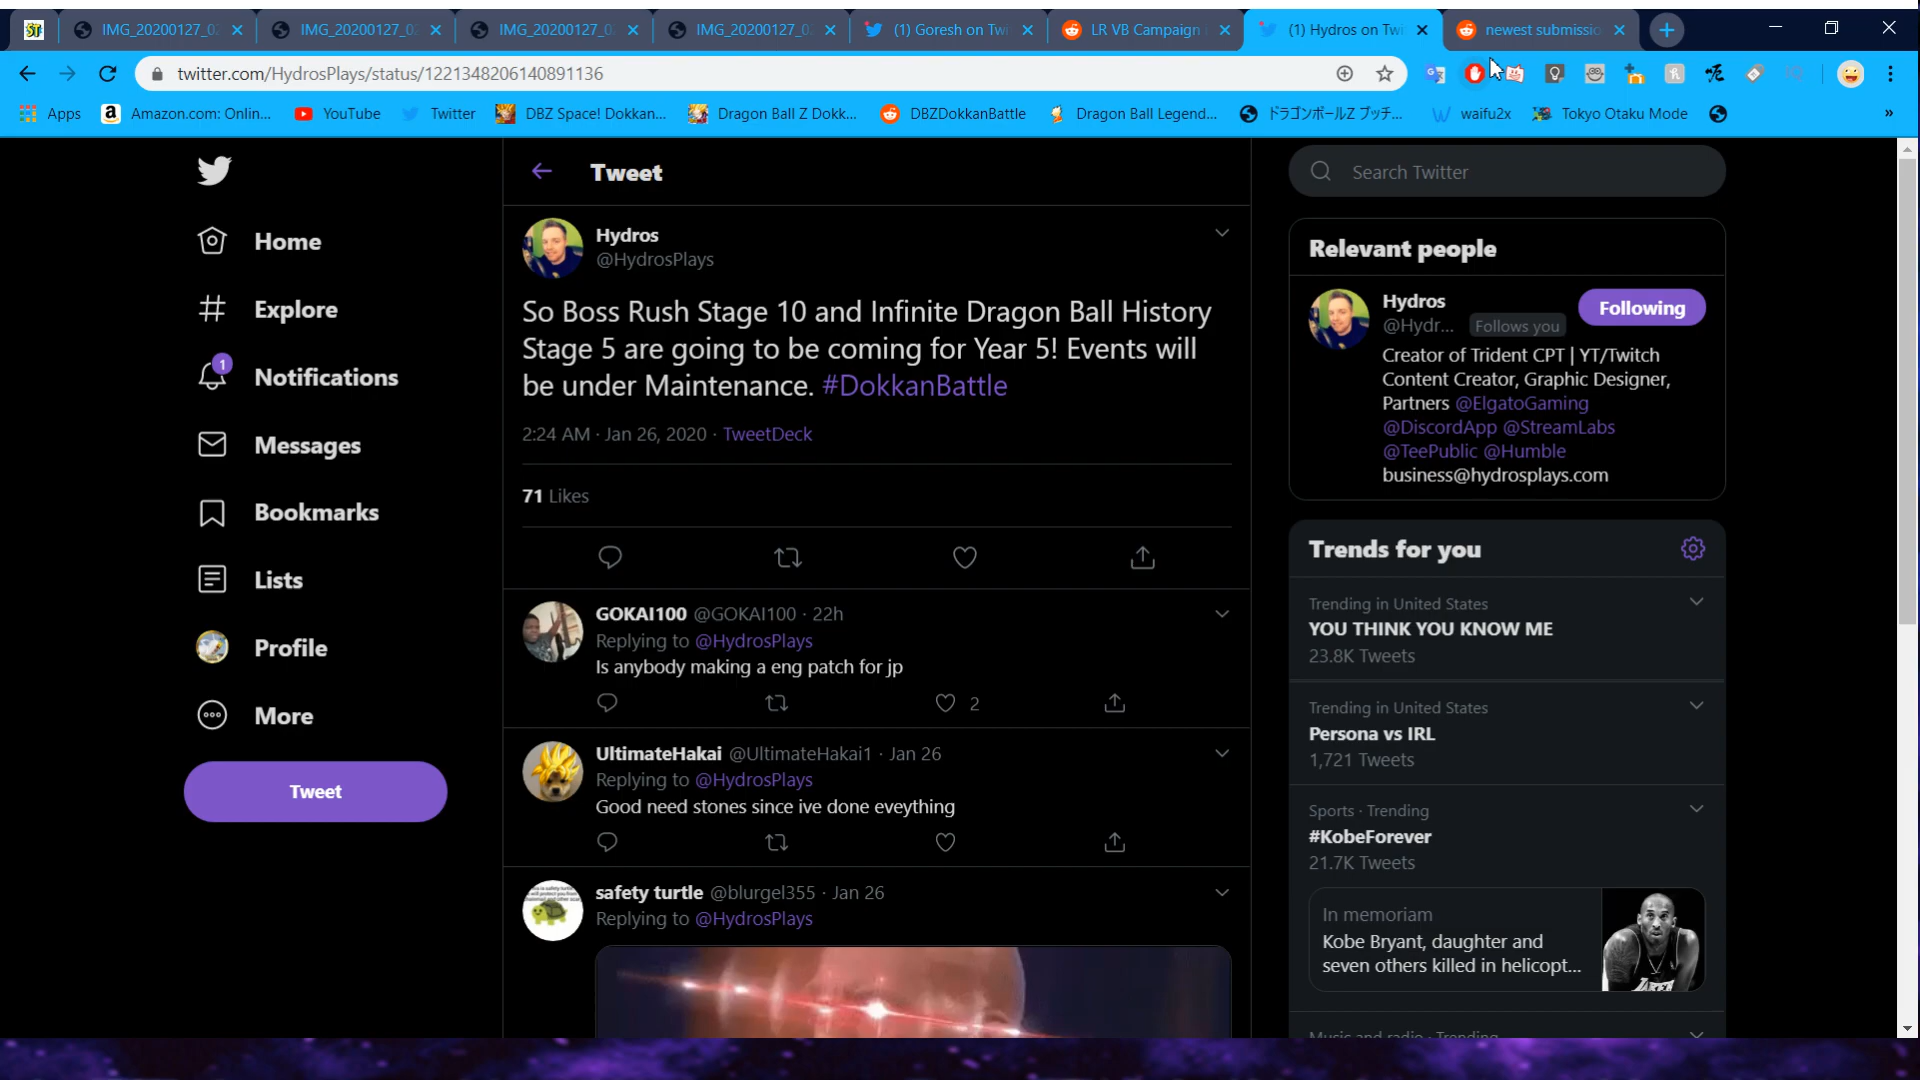 IMG_20200127_02
IMG_20200127_02
IMG_20200127_0
IMG_20200127_0
(1) Goresh on Twi
LR VB Campaign
(1) Hydros on Twi
newest submissio
twitter.com/HydrosPlays/status/1221348206140891136
Apps
Amazon.com: Onlin...
YouTube
Twitter
DBZ Space! Dokkan...
Dragon Ball Z Dokk...
DBZDokkanBattle
Dragon Ball Legend...
ドラゴンボールZ ブッチ...
waifu2x
Tokyo Otaku Mode
»
Home
Explore
1
Notifications
Messages
Bookmarks
Lists
Profile
More
Tweet
Tweet
Hydros
@HydrosPlays
So Boss Rush Stage 10 and Infinite Dragon Ball History
Stage 5 are going to be coming for Year 5! Events will
be under Maintenance. #DokkanBattle
2:24 AM · Jan 26, 2020 · TweetDeck
71 Likes
GOKAI100 @GOKAI100 · 22h
Replying to @HydrosPlays
Is anybody making a eng patch for jp
2
UltimateHakai @UltimateHakai1 · Jan 26
Replying to @HydrosPlays
Good need stones since ive done eveything
safety turtle @blurgel355 · Jan 26
Replying to @HydrosPlays
Search Twitter
Relevant people
Hydros
@Hydr... Follows you
Following
Creator of Trident CPT | YT/Twitch
Content Creator, Graphic Designer,
Partners @ElgatoGaming
@DiscordApp @StreamLabs
@TeePublic @Humble
business@hydrosplays.com
Trends for you
Trending in United States
YOU THINK YOU KNOW ME
23.8K Tweets
Trending in United States
Persona vs IRL
1,721 Tweets
Sports · Trending
#KobeForever
21.7K Tweets
In memoriam
Kobe Bryant, daughter and
seven others killed in helicopt...
Music and radio · Trending